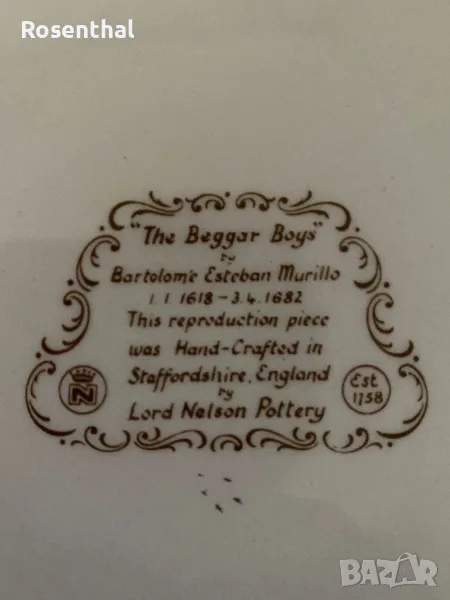 Rosenthal
"The Beggar Boys"
by
Bartolomé Esteban Murillo
1.1.1618 – 3.4.1682
This reproduction piece
was Hand-Crafted in
Staffordshire, England
by
Lord Nelson Pottery
N
Est.
1758
BAZAR